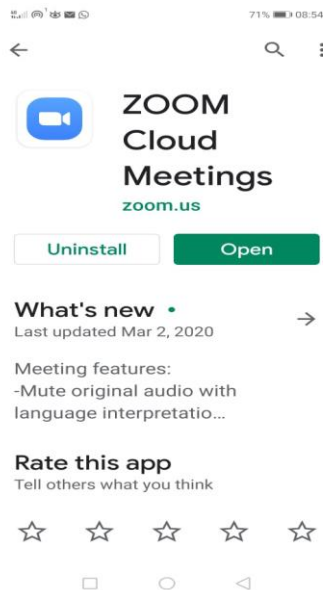 71% 08:54
ZOOM
Cloud
Meetings
zoom.us
Uninstall
Open
What's new •
Last updated Mar 2, 2020
Meeting features:
-Mute original audio with
language interpretatio...
Rate this app
Tell others what you think